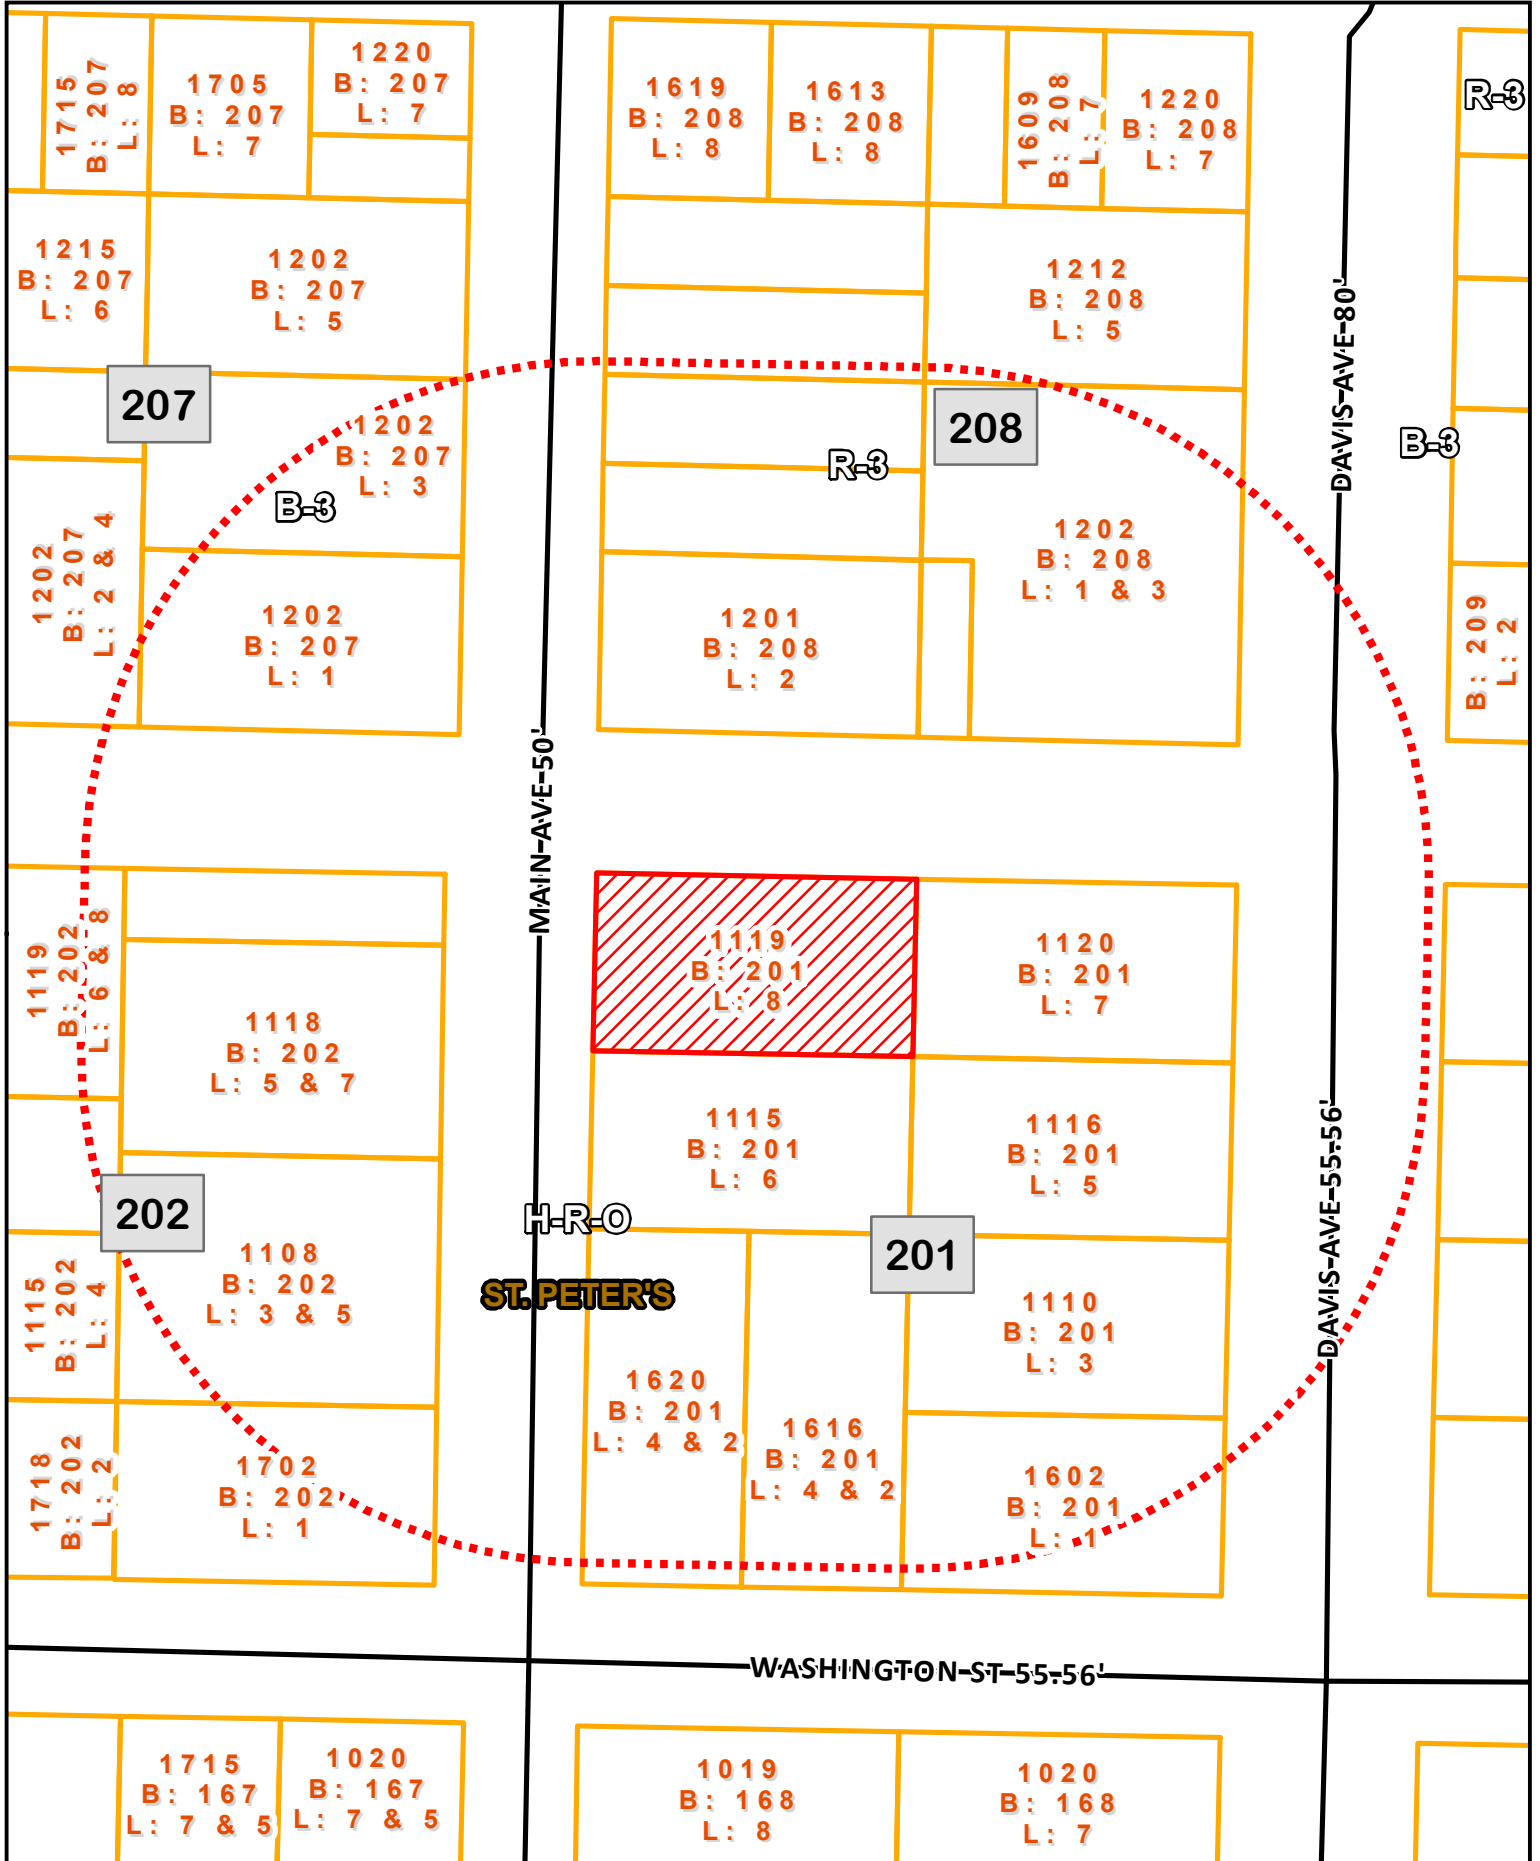 1715
B: 207
L: 8
1705
B: 207
L: 7
1220
B: 207
L: 7
1619
B: 208
L: 8
1613
B: 208
L: 8
1609
B: 208
L: 7
1220
B: 208
L: 7
R-3
1215
B: 207
L: 6
1202
B: 207
L: 5
1212
B: 208
L: 5
DAVIS AVE 80'
207
1202
B: 207
L: 3
B-3
R-3
208
B-3
1202
B: 207
L: 2 & 4
1202
B: 207
L: 1
1201
B: 208
L: 2
1202
B: 208
L: 1 & 3
B: 209
L: 2
MAIN AVE 50'
1119
B: 202
L: 6 & 8
1118
B: 202
L: 5 & 7
1119
B: 201
L: 8
1120
B: 201
L: 7
1115
B: 201
L: 6
1116
B: 201
L: 5
DAVIS AVE 55.56'
202
H-R-O
201
ST. PETER'S
1115
B: 202
L: 4
1108
B: 202
L: 3 & 5
1110
B: 201
L: 3
1620
B: 201
L: 4 & 2
1616
B: 201
L: 4 & 2
1718
B: 202
L: 2
1702
B: 202
L: 1
1602
B: 201
L: 1
WASHINGTON ST 55.56'
1715
B: 167
L: 7 & 5
1020
B: 167
L: 7 & 5
1019
B: 168
L: 8
1020
B: 168
L: 7